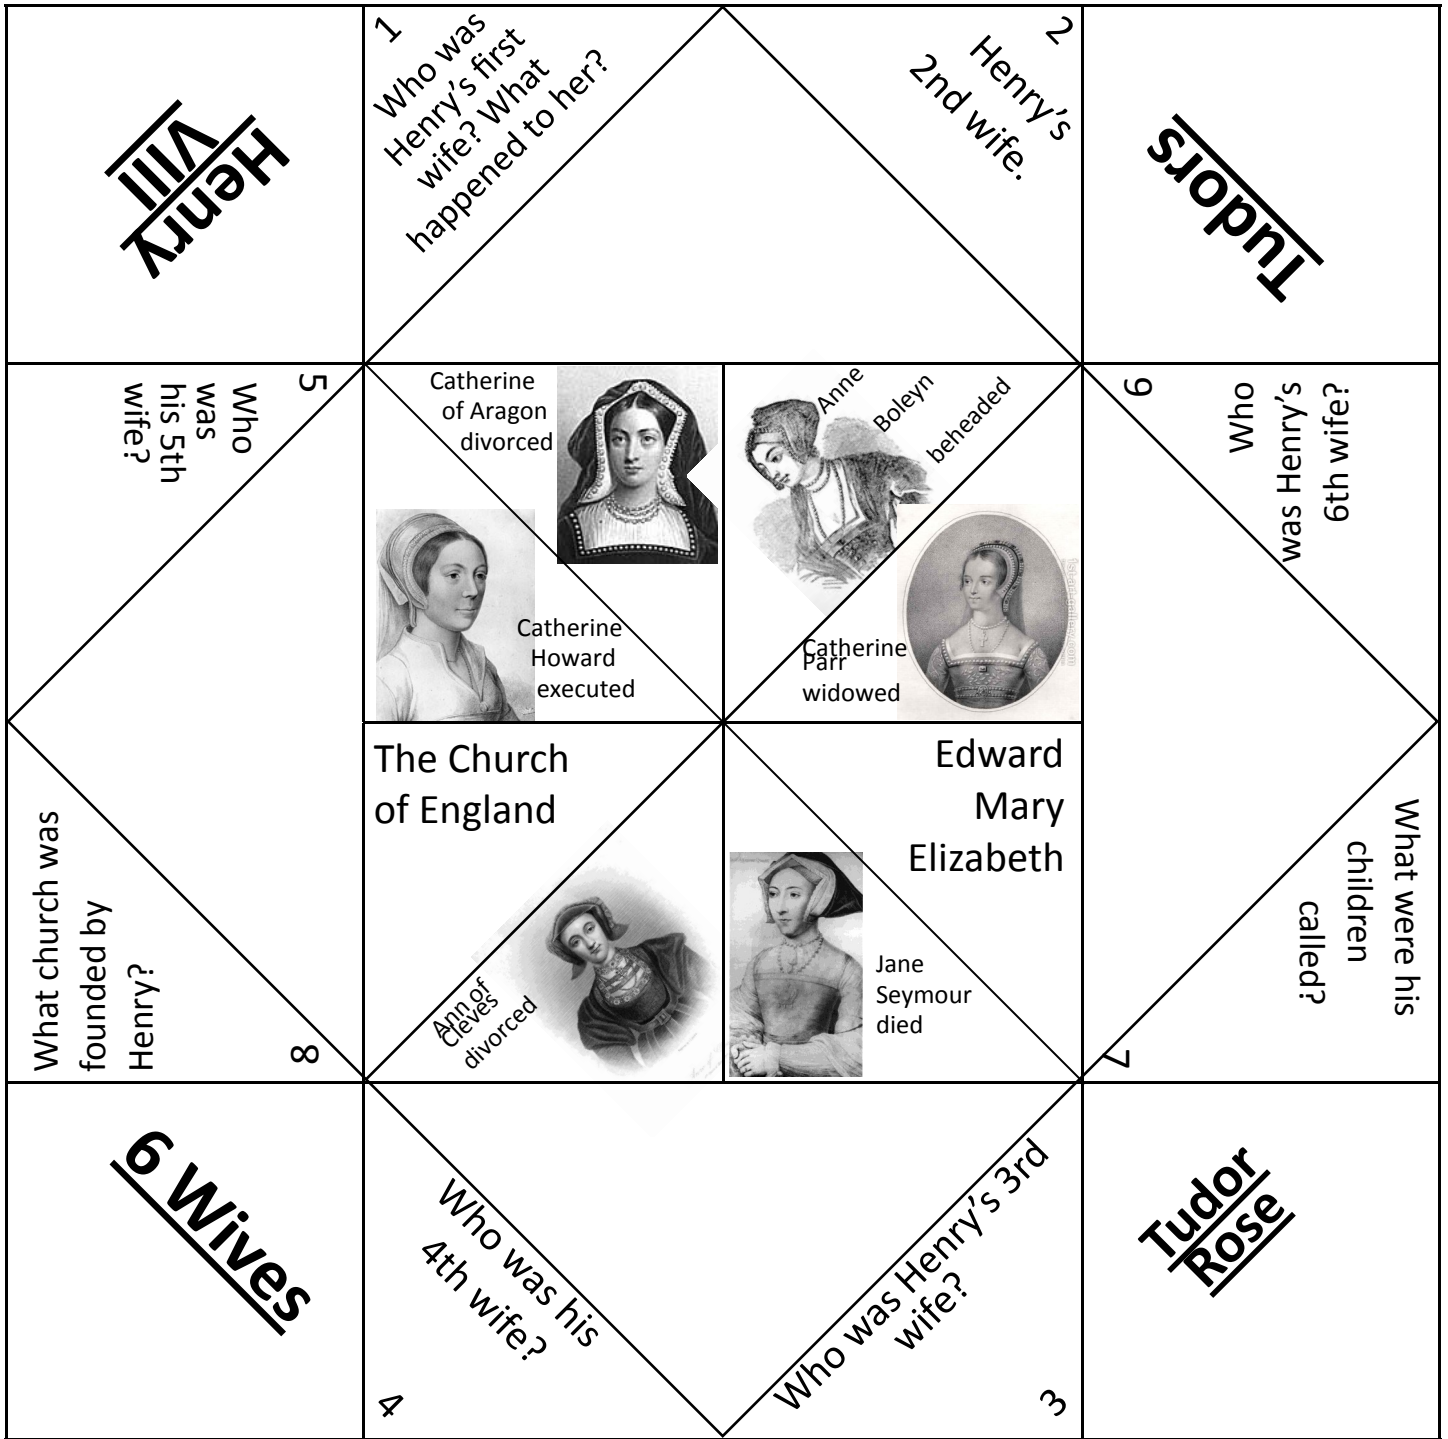 Henry
VIII
1
Who was
Henry's first
wife? What
happened to her?
2
Henry's
2nd wife.
Tudors
5
Who
was
his 5th
wife?
Catherine
of Aragon
divorced
Anne
Boleyn
beheaded
6
Who
was Henry's
6th wife?
Catherine
Howard
executed
Catherine
Parr
widowed
The Church
of England
Edward
Mary
Elizabeth
What church was
founded by
Henry?
8
Ann of
Cleves
divorced
Jane
Seymour
died
What were his
children
called?
7
6 Wives
Who was his
4th wife?
4
Who was Henry's 3rd
wife?
3
Tudor
Rose